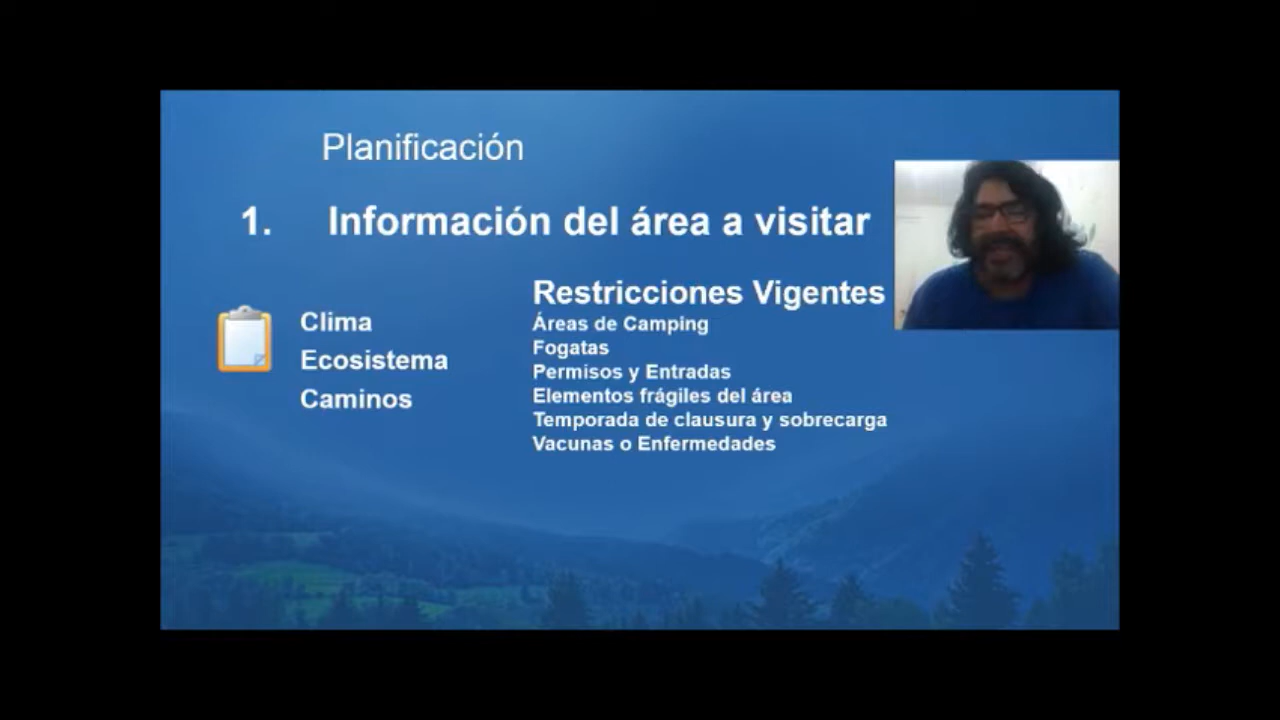 Planificación
1. Información del área a visitar
Clima
Ecosistema
Caminos
Restricciones Vigentes
Áreas de Camping
Fogatas
Permisos y Entradas
Elementos frágiles del área
Temporada de clausura y sobrecarga
Vacunas o Enfermedades